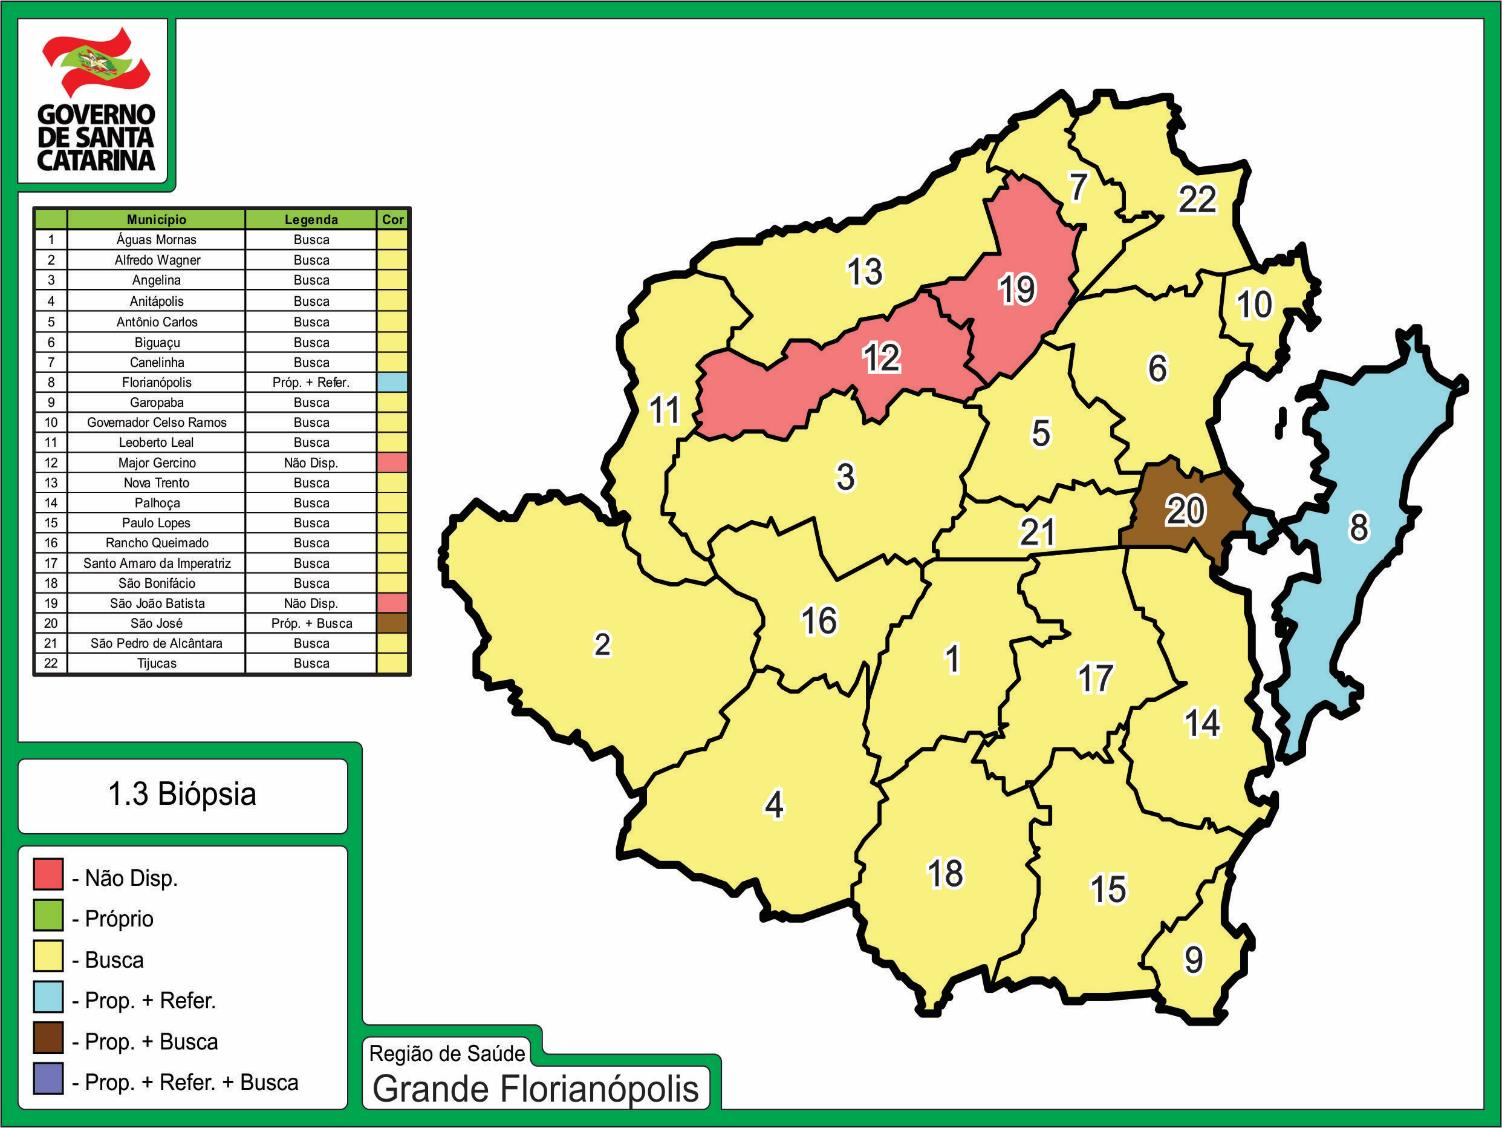 GOVERNO
DE SANTA
CATARINA
Município Legenda Cor
1 Águas Mornas Busca
2 Alfredo Wagner Busca
3 Angelina Busca
4 Anitápolis Busca
5 Antônio Carlos Busca
6 Biguaçu Busca
7 Canelinha Busca
8 Florianópolis Próp. + Refer.
9 Garopaba Busca
10 Governador Celso Ramos Busca
11 Leoberto Leal Busca
12 Major Gercino Não Disp.
13 Nova Trento Busca
14 Palhoça Busca
15 Paulo Lopes Busca
16 Rancho Queimado Busca
17 Santo Amaro da Imperatriz Busca
18 São Bonifácio Busca
19 São João Batista Não Disp.
20 São José Próp. + Busca
21 São Pedro de Alcântara Busca
22 Tijucas Busca
7
22
13
19
10
12
6
11
5
3
20
8
21
16
2
1
17
14
4
18
15
9
1.3 Biópsia
- Não Disp.
- Próprio
- Busca
- Prop. + Refer.
- Prop. + Busca
- Prop. + Refer. + Busca
Região de Saúde
Grande Florianópolis